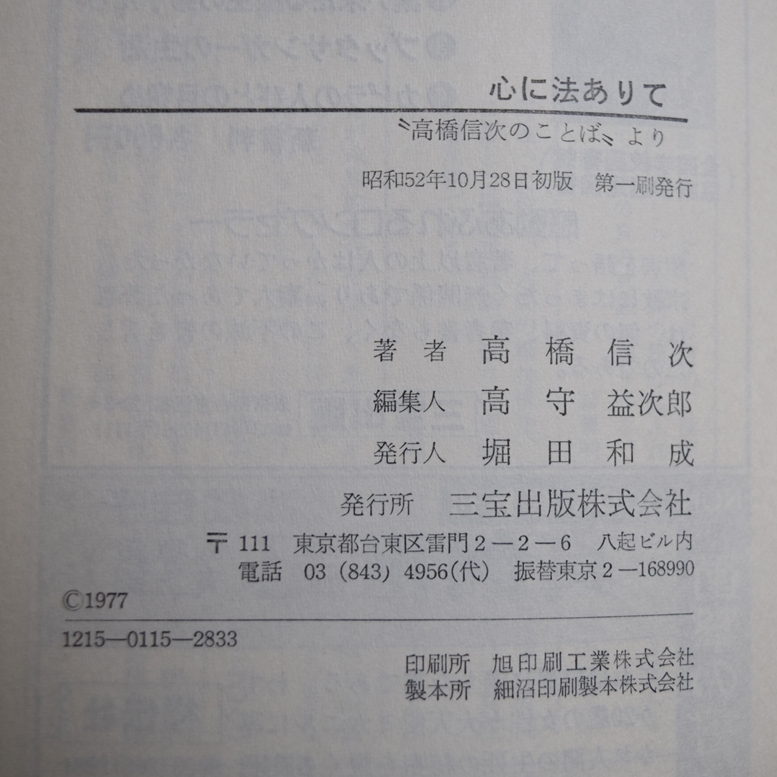 心に法ありて
〝高橋信次のことば〟より
昭和52年10月28日初版　第一刷発行
著　者　高　橋　信　次
編集人　高　守　益次郎
発行人　堀　田　和　成
発行所　三宝出版株式会社
〒111　東京都台東区雷門2－2－6　八起ビル内
電話　03（843）4956（代）　振替東京2－168990
©1977
1215―0115―2833
印刷所　旭印刷工業株式会社
製本所　細沼印刷製本株式会社